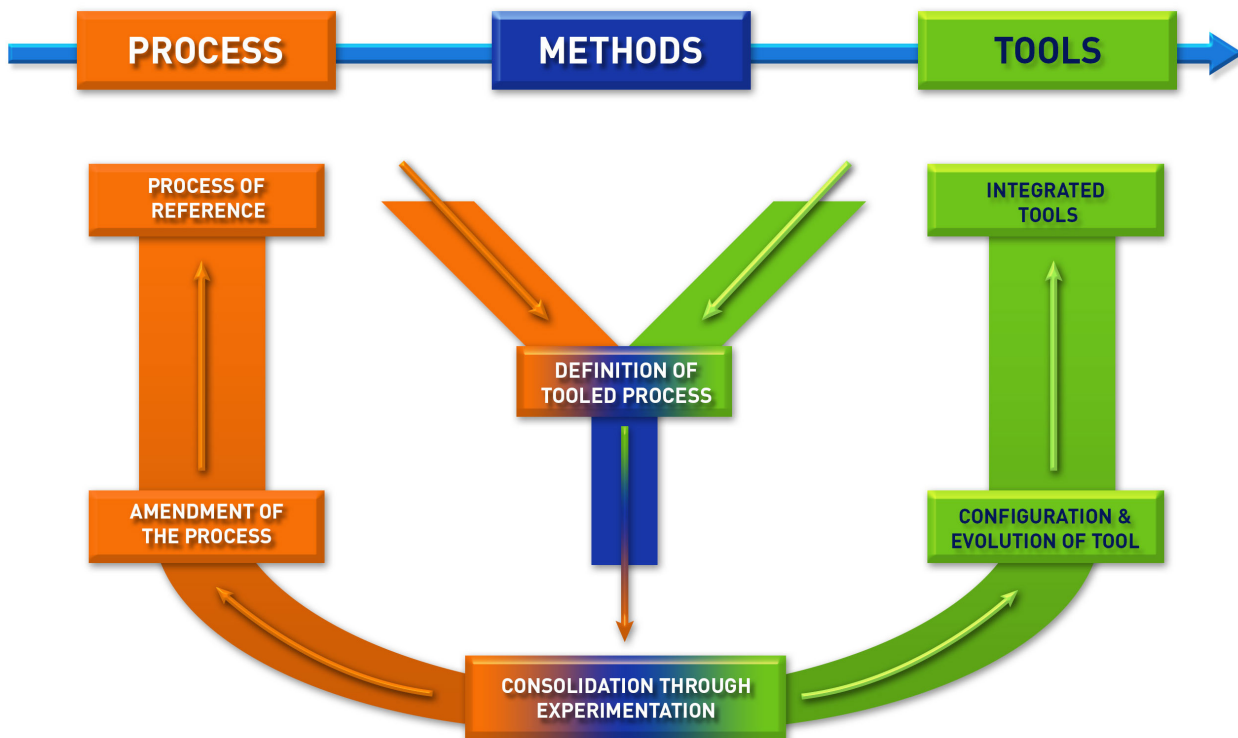 PROCESS
METHODS
TOOLS
PROCESS OF
REFERENCE
INTEGRATED
TOOLS
DEFINITION OF
TOOLED PROCESS
AMENDMENT OF
THE PROCESS
CONFIGURATION &
EVOLUTION OF TOOL
CONSOLIDATION THROUGH
EXPERIMENTATION